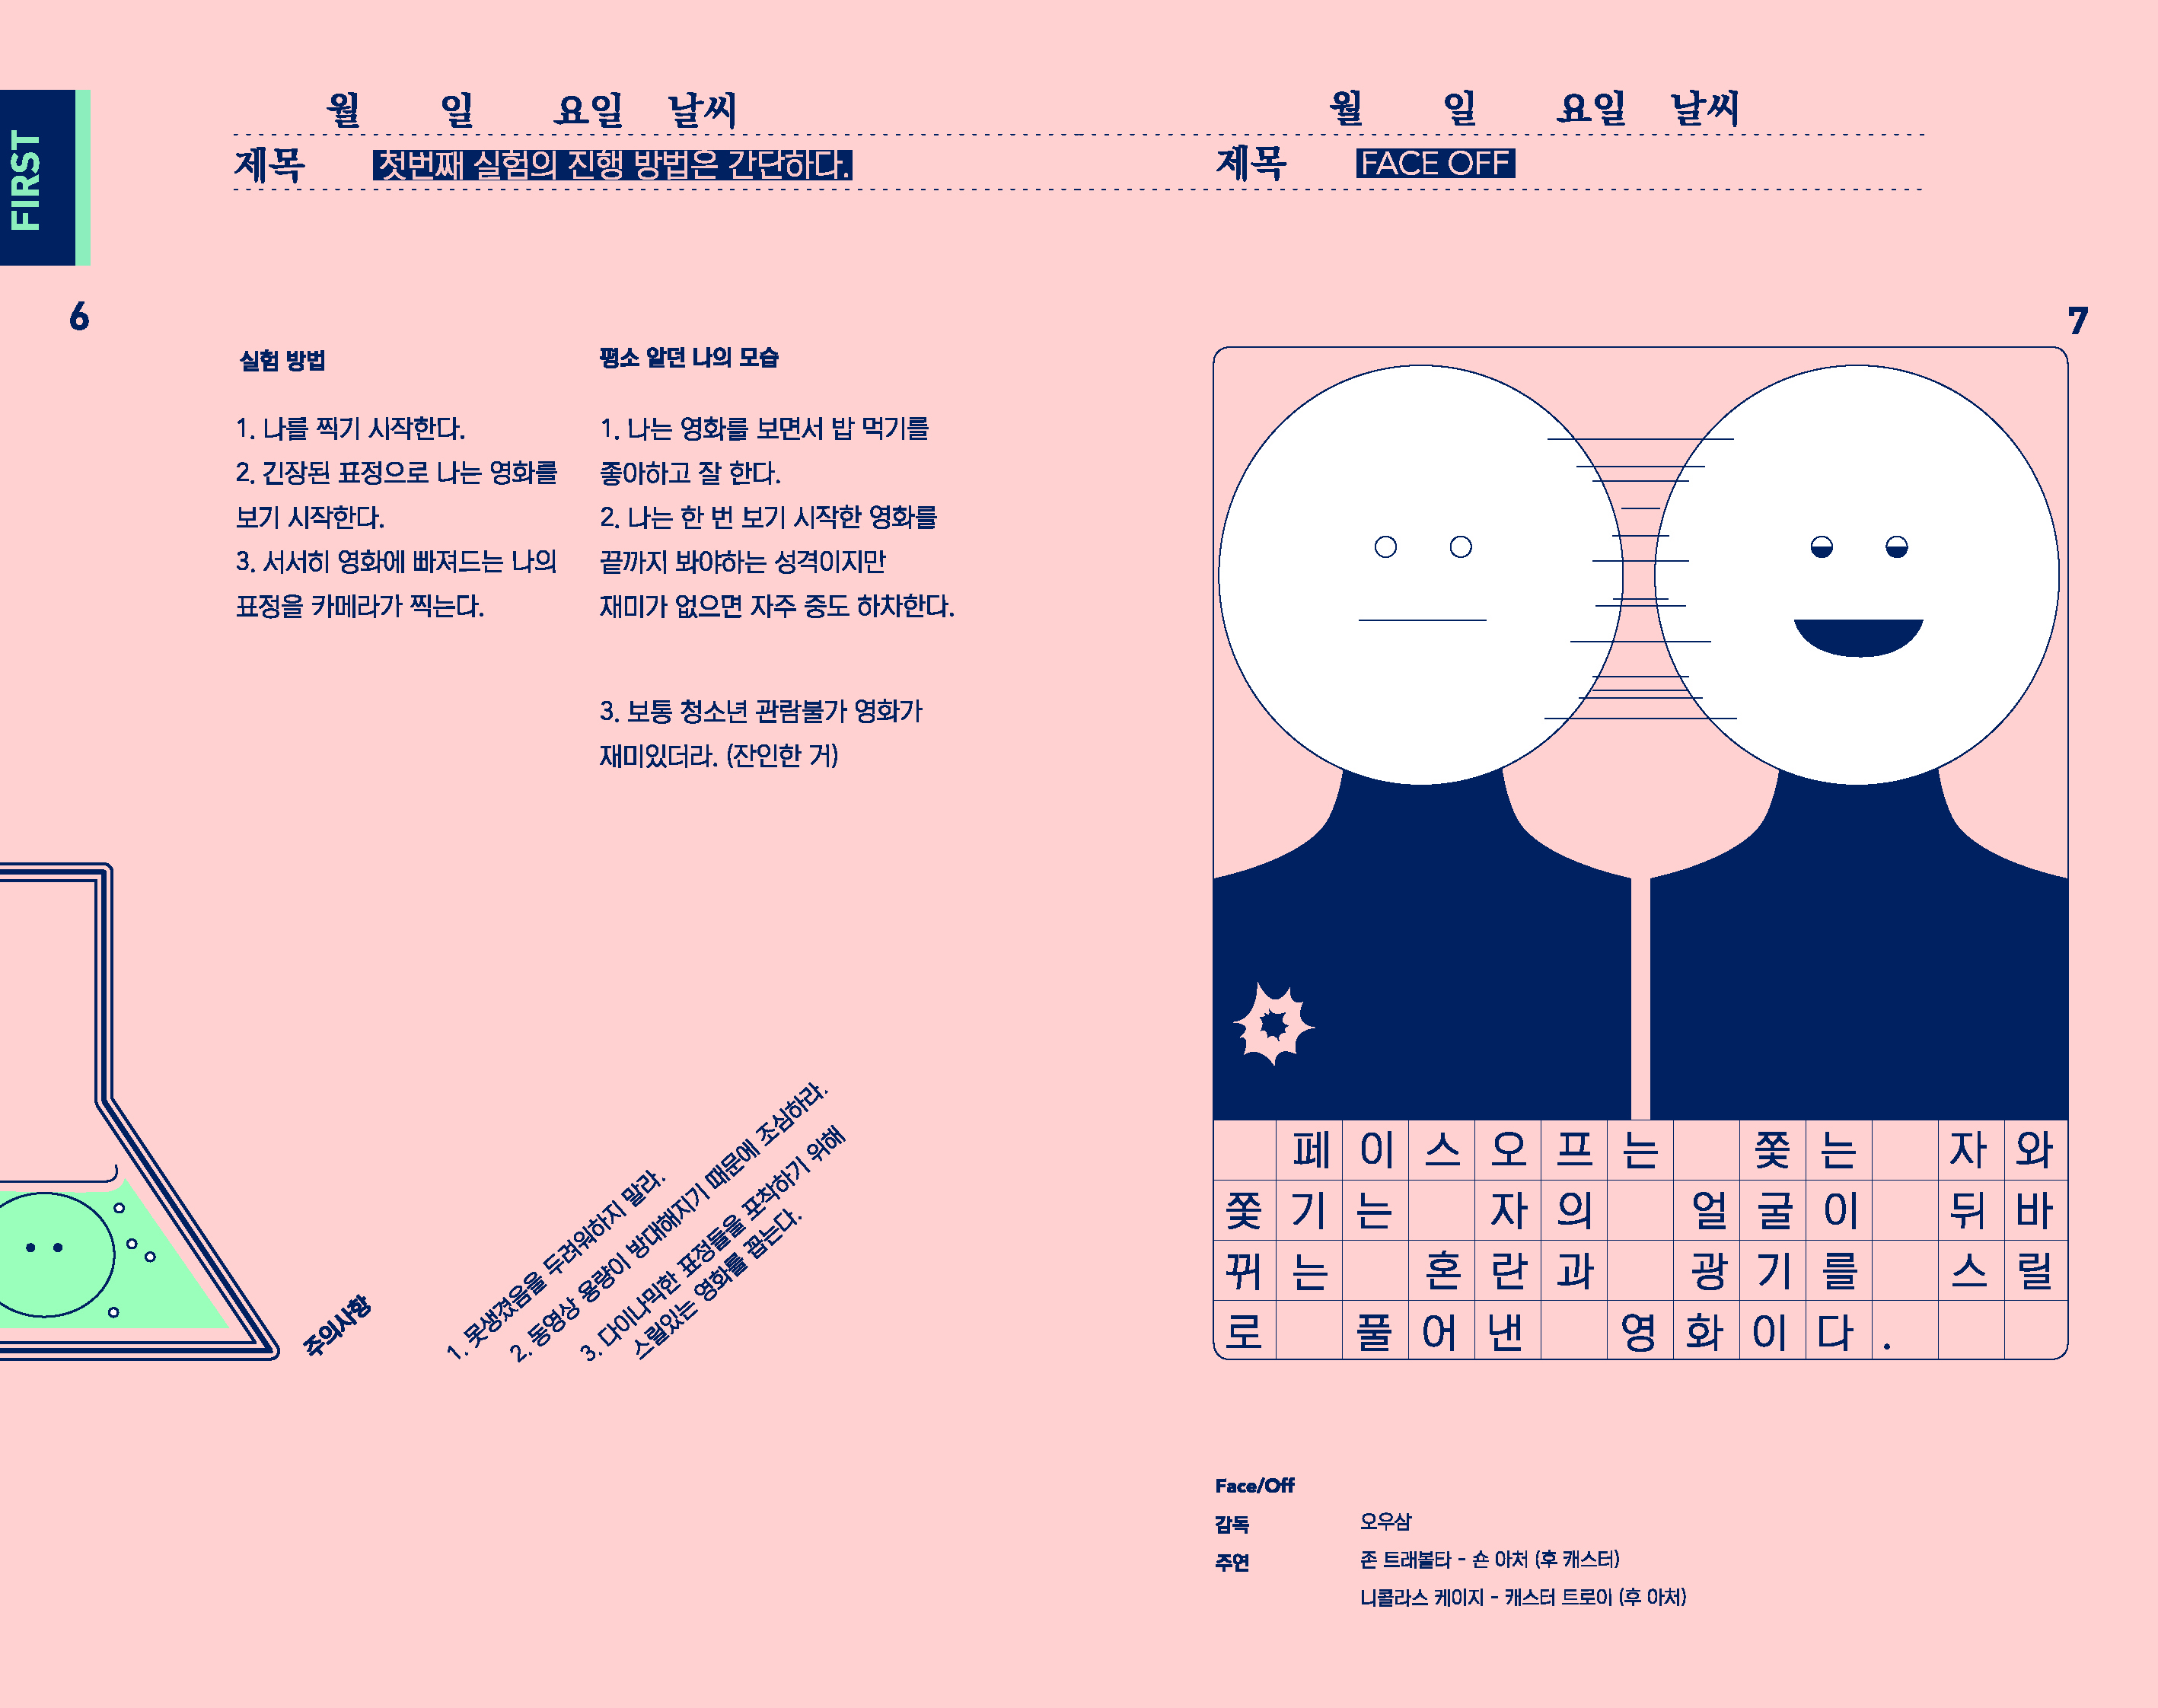 FIRST
월 일 요일 날씨
제목 첫번째 실험의 진행 방법은 간단하다.
6
실험 방법
1. 나를 찍기 시작한다.
2. 긴장된 표정으로 나는 영화를
보기 시작한다.
3. 서서히 영화에 빠져드는 나의
표정을 카메라가 찍는다.
평소 알던 나의 모습
1. 나는 영화를 보면서 밥 먹기를
좋아하고 잘 한다.
2. 나는 한 번 보기 시작한 영화를
끝까지 봐야하는 성격이지만
재미가 없으면 자주 중도 하차한다.
3. 보통 청소년 관람불가 영화가
재미있더라. (잔인한 거)
주의사항
1. 못생겼음을 두려워하지 말라.
2. 동영상 용량이 방대해지기 때문에 조심하라.
3. 다이나믹한 표정들을 포착하기 위해
스릴있는 영화를 꼽는다.
월 일 요일 날씨
제목 FACE OFF
7
페이스오프는 쫓는 자와
쫓기는 자의 얼굴이 뒤바
뀌는 혼란과 광기를 스릴
로 풀어낸 영화이다.
Face/Off
감독 오우삼
주연 존 트래볼타 - 숀 아처 (후 캐스터)
니콜라스 케이지 - 캐스터 트로이 (후 아처)